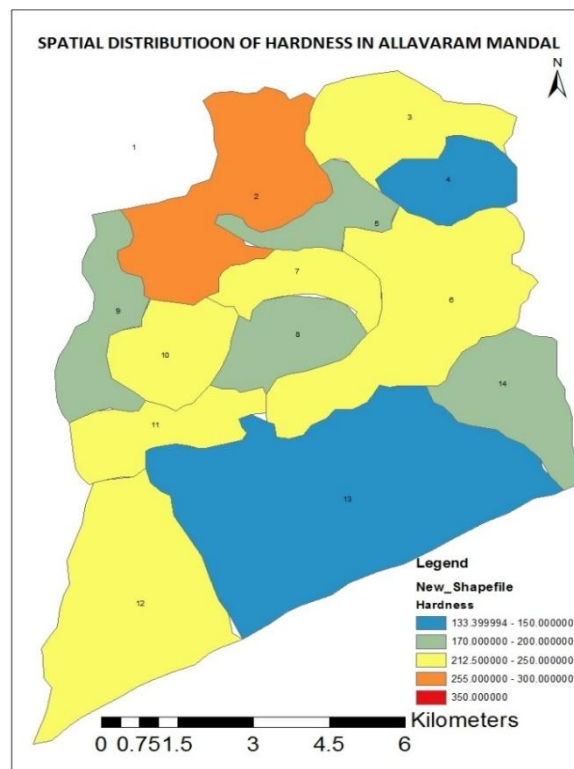 SPATIAL DISTRIBUTIOON OF HARDNESS IN ALLAVARAM MANDAL
N
3
1
4
2
5
7
6
9
8
10
14
11
13
12
Legend
New_Shapefile
Hardness
133.399994 - 150.000000
170.000000 - 200.000000
212.500000 - 250.000000
255.000000 - 300.000000
350.000000
Kilometers
0 0.75 1.5 3 4.5 6